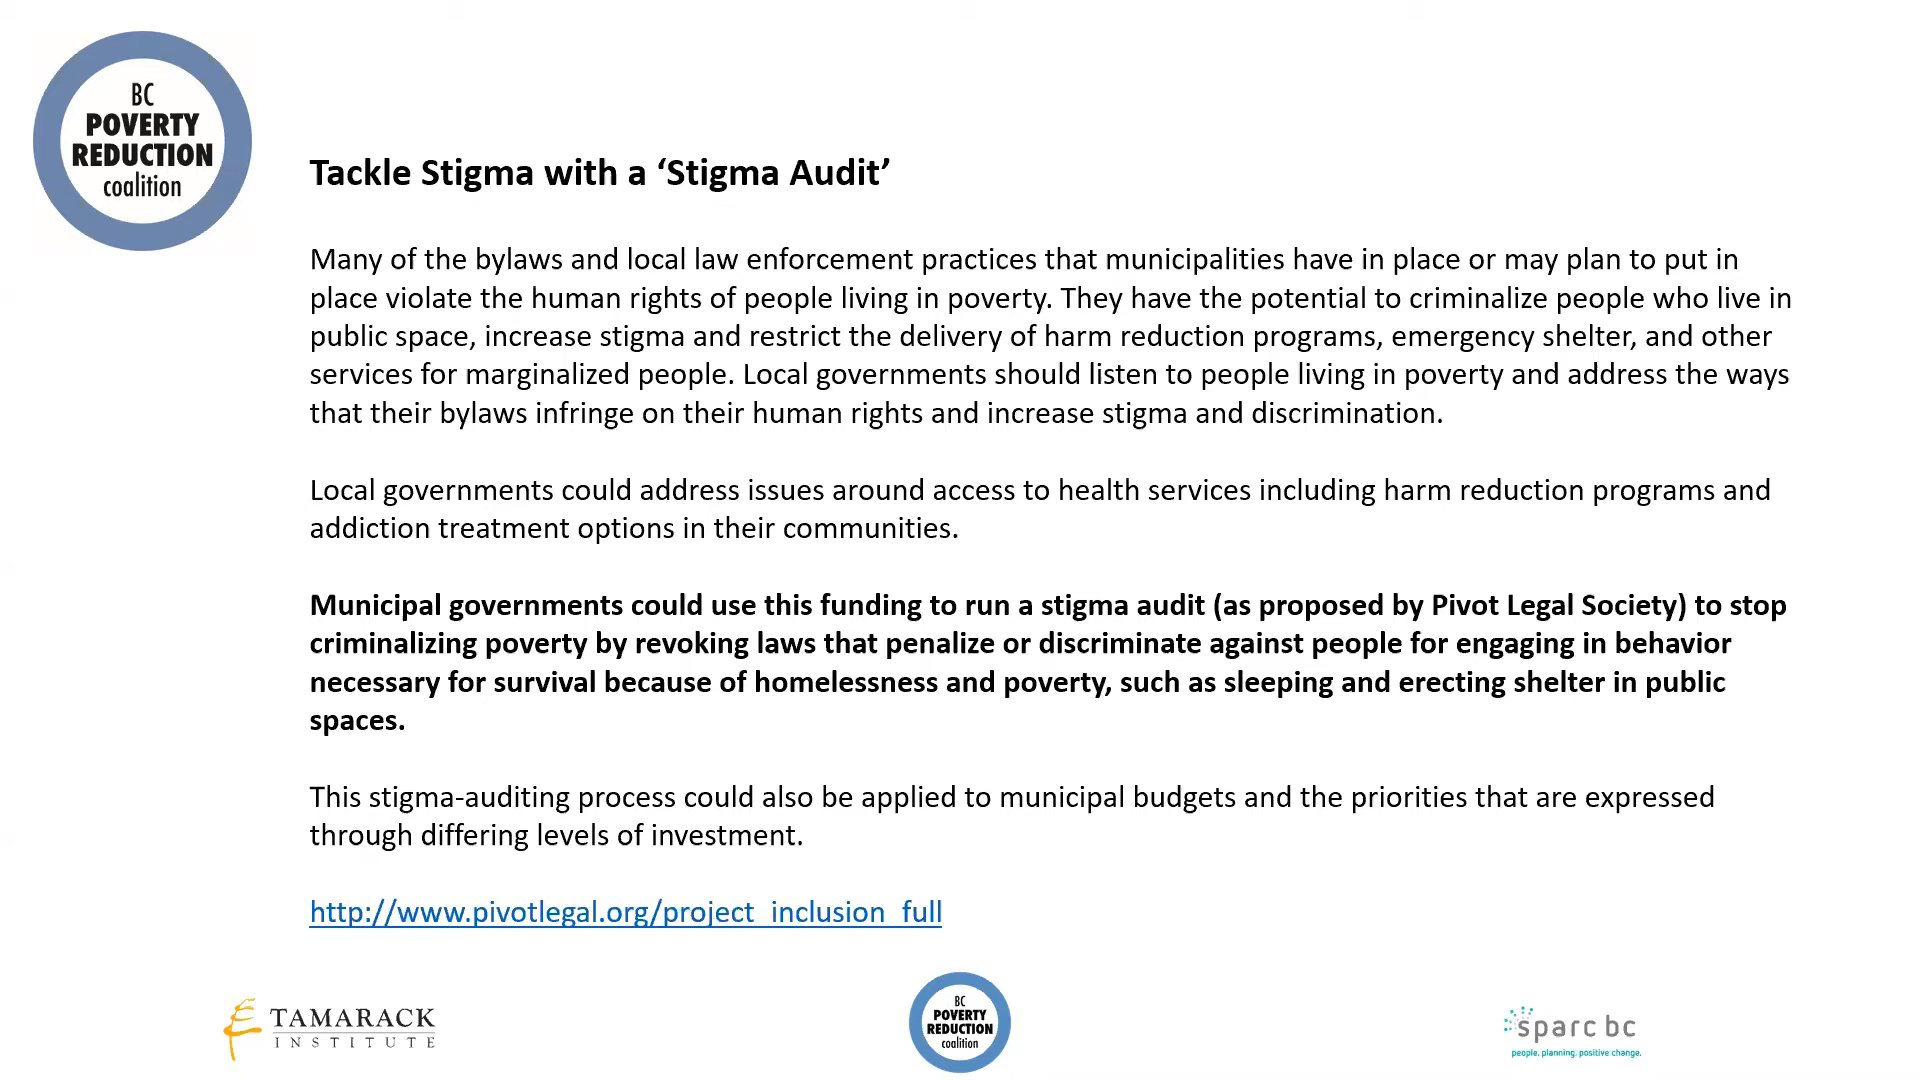 BC
POVERTY
REDUCTION
coalition
Tackle Stigma with a ‘Stigma Audit’
Many of the bylaws and local law enforcement practices that municipalities have in place or may plan to put in
place violate the human rights of people living in poverty. They have the potential to criminalize people who live in
public space, increase stigma and restrict the delivery of harm reduction programs, emergency shelter, and other
services for marginalized people. Local governments should listen to people living in poverty and address the ways
that their bylaws infringe on their human rights and increase stigma and discrimination.
Local governments could address issues around access to health services including harm reduction programs and
addiction treatment options in their communities.
Municipal governments could use this funding to run a stigma audit (as proposed by Pivot Legal Society) to stop
criminalizing poverty by revoking laws that penalize or discriminate against people for engaging in behavior
necessary for survival because of homelessness and poverty, such as sleeping and erecting shelter in public
spaces.
This stigma-auditing process could also be applied to municipal budgets and the priorities that are expressed
through differing levels of investment.
http://www.pivotlegal.org/project_inclusion_full
TAMARACK
INSTITUTE
BC
POVERTY
REDUCTION
coalition
sparc bc
people. planning. positive change.